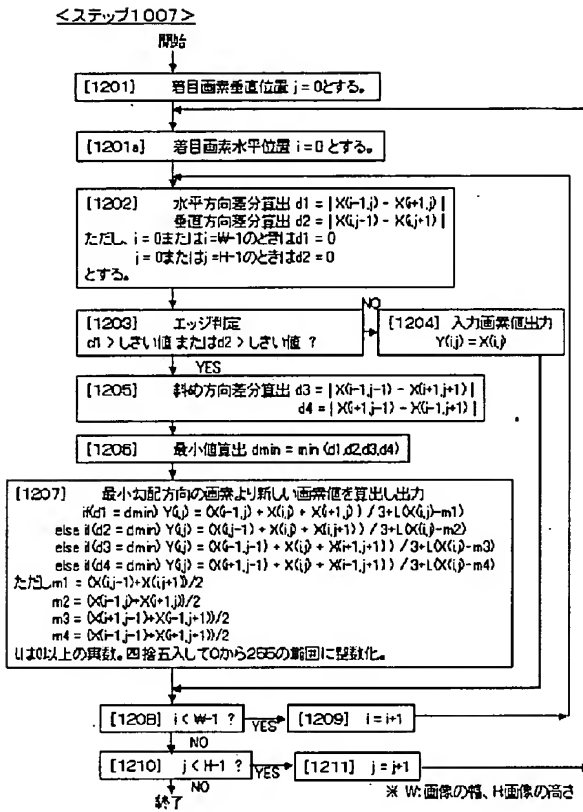 <ステップ1007>
開始
[1201] 着目画素垂直位置 j = 0とする。
[1201a] 着目画素水平位置 i = 0 とする。
[1202] 水平方向差分算出 d1 = | X(i-1,j) - X(i+1,j) |
垂直方向差分算出 d2 = | X(i,j-1) - X(i,j+1) |
ただし、i = 0またはi=W-1のときはd1 = 0
j = 0またはj=H-1のときはd2 = 0
とする。
[1203] エッジ判定
d1 > しきい値 またはd2 > しきい値 ?
NO
[1204] 入力画素値出力
Y(i,j) = X(i,j)
YES
[1205] 斜め方向差分算出 d3 = | X(i-1,j-1) - X(i+1,j+1) |
d4 = | X(i+1,j-1) - X(i-1,j+1) |
[1206] 最小値算出 dmin = min (d1,d2,d3,d4)
[1207] 最小勾配方向の画素より新しい画素値を算出し出力
if(d1 = dmin) Y(i,j) = (X(i-1,j) + X(i,j) + X(i+1,j)) /3+L(X(i,j)-m1)
else if(d2 = dmin) Y(i,j) = (X(i,j-1) + X(i,j) + X(i,j+1)) /3+L(X(i,j)-m2)
else if(d3 = dmin) Y(i,j) = (X(i-1,j-1) + X(i,j) + X(i+1,j+1)) /3+L(X(i,j)-m3)
else if(d4 = dmin) Y(i,j) = (X(i+1,j-1) + X(i,j) + X(i-1,j+1)) /3+L(X(i,j)-m4)
ただしm1 = (X(i,j-1)+X(i,j+1))/2
m2 = (X(i-1,j)+X(i+1,j))/2
m3 = (X(i+1,j-1)+X(i-1,j+1))/2
m4 = (X(i-1,j-1)+X(i+1,j+1))/2
Lは0以上の実数。四捨五入して0から255の範囲に整数化。
[1208] i < W-1 ?
YES
[1209] i = i+1
NO
[1210] j < H-1 ?
YES
[1211] j = j+1
NO
終了
※ W:画像の幅、H:画像の高さ